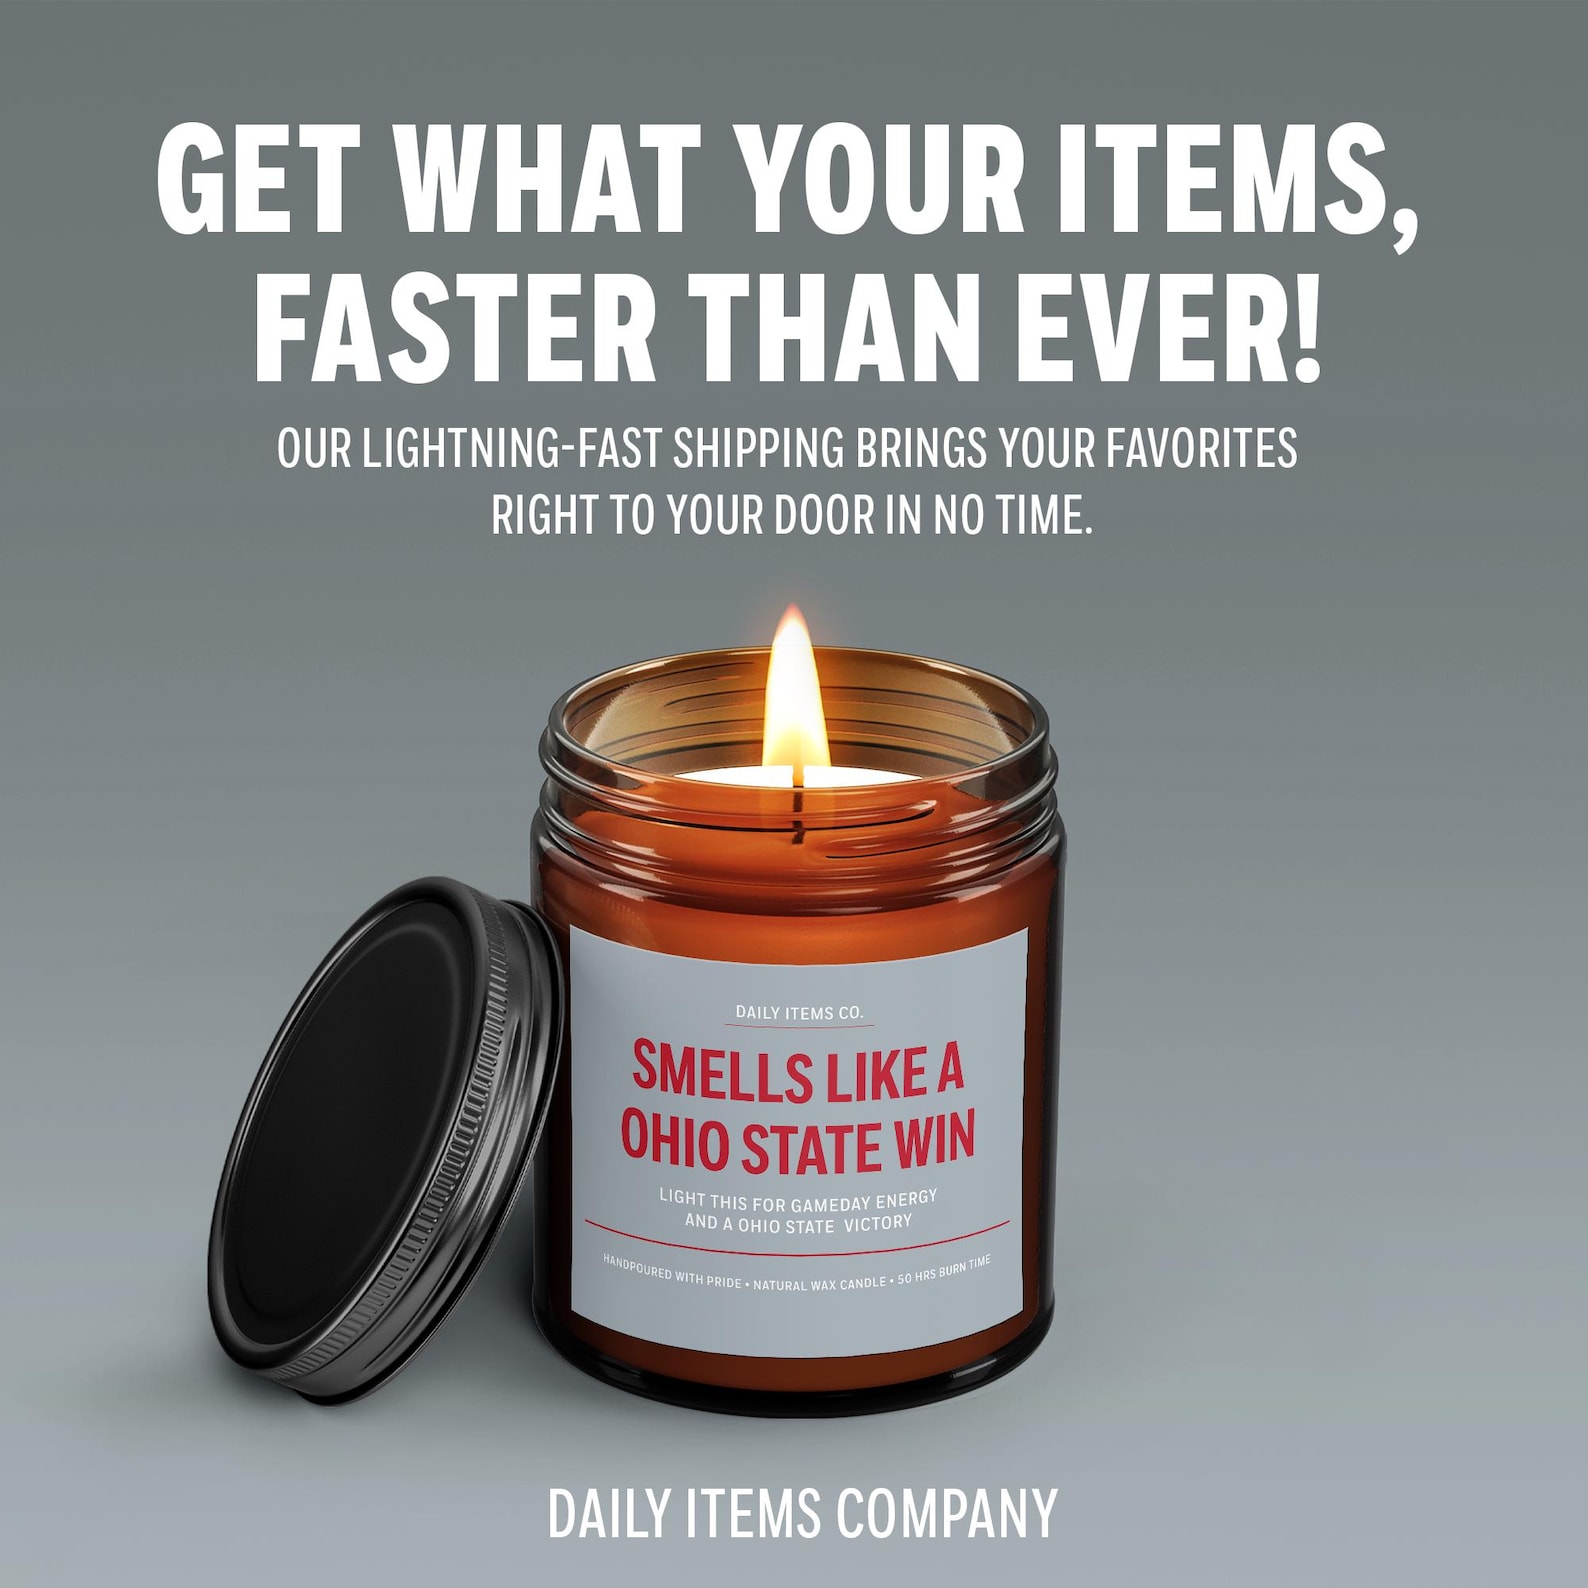 GET WHAT YOUR ITEMS,
FASTER THAN EVER!
OUR LIGHTNING-FAST SHIPPING BRINGS YOUR FAVORITES
RIGHT TO YOUR DOOR IN NO TIME.
DAILY ITEMS CO.
SMELLS LIKE A
OHIO STATE WIN
LIGHT THIS FOR GAMEDAY ENERGY
AND A OHIO STATE VICTORY
HANDPOURED WITH PRIDE • NATURAL WAX CANDLE • 50 HRS BURN TIME
DAILY ITEMS COMPANY